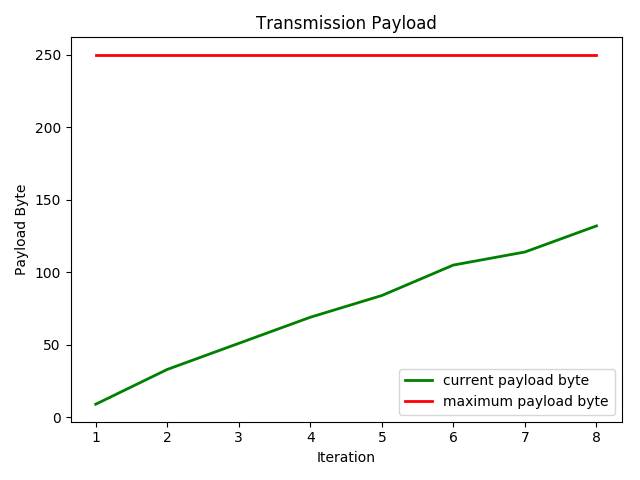 Transmission Payload
250
200
150
100
50
0
Payload Byte
current payload byte
maximum payload byte
1 2 3 4 5 6 7 8
Iteration